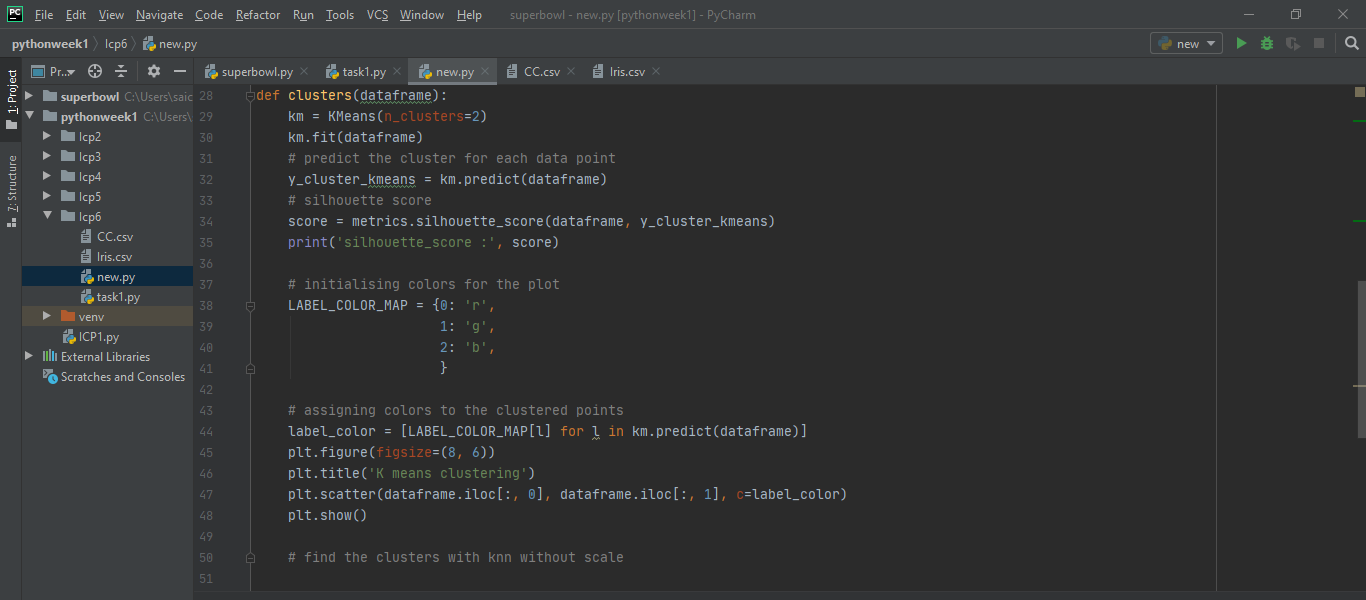 PC File Edit View Navigate Code Refactor Run Tools VCS Window Help superbowl - new.py [pythonweek1] - PyCharm
pythonweek1 lcp6 new.py new
1: Project
7: Structure
Pr..
superbowl C:\Users\saic
pythonweek1 C:\Users\
lcp2
lcp3
lcp4
lcp5
lcp6
CC.csv
Iris.csv
new.py
task1.py
venv
ICP1.py
External Libraries
Scratches and Consoles
superbowl.py task1.py new.py CC.csv Iris.csv
28 def clusters(dataframe):
29 km = KMeans(n_clusters=2)
30 km.fit(dataframe)
31 # predict the cluster for each data point
32 y_cluster_kmeans = km.predict(dataframe)
33 # silhouette score
34 score = metrics.silhouette_score(dataframe, y_cluster_kmeans)
35 print('silhouette_score :', score)
36
37 # initialising colors for the plot
38 LABEL_COLOR_MAP = {0: 'r',
39 1: 'g',
40 2: 'b',
41 }
42
43 # assigning colors to the clustered points
44 label_color = [LABEL_COLOR_MAP[l] for l in km.predict(dataframe)]
45 plt.figure(figsize=(8, 6))
46 plt.title('K means clustering')
47 plt.scatter(dataframe.iloc[:, 0], dataframe.iloc[:, 1], c=label_color)
48 plt.show()
49
50 # find the clusters with knn without scale
51